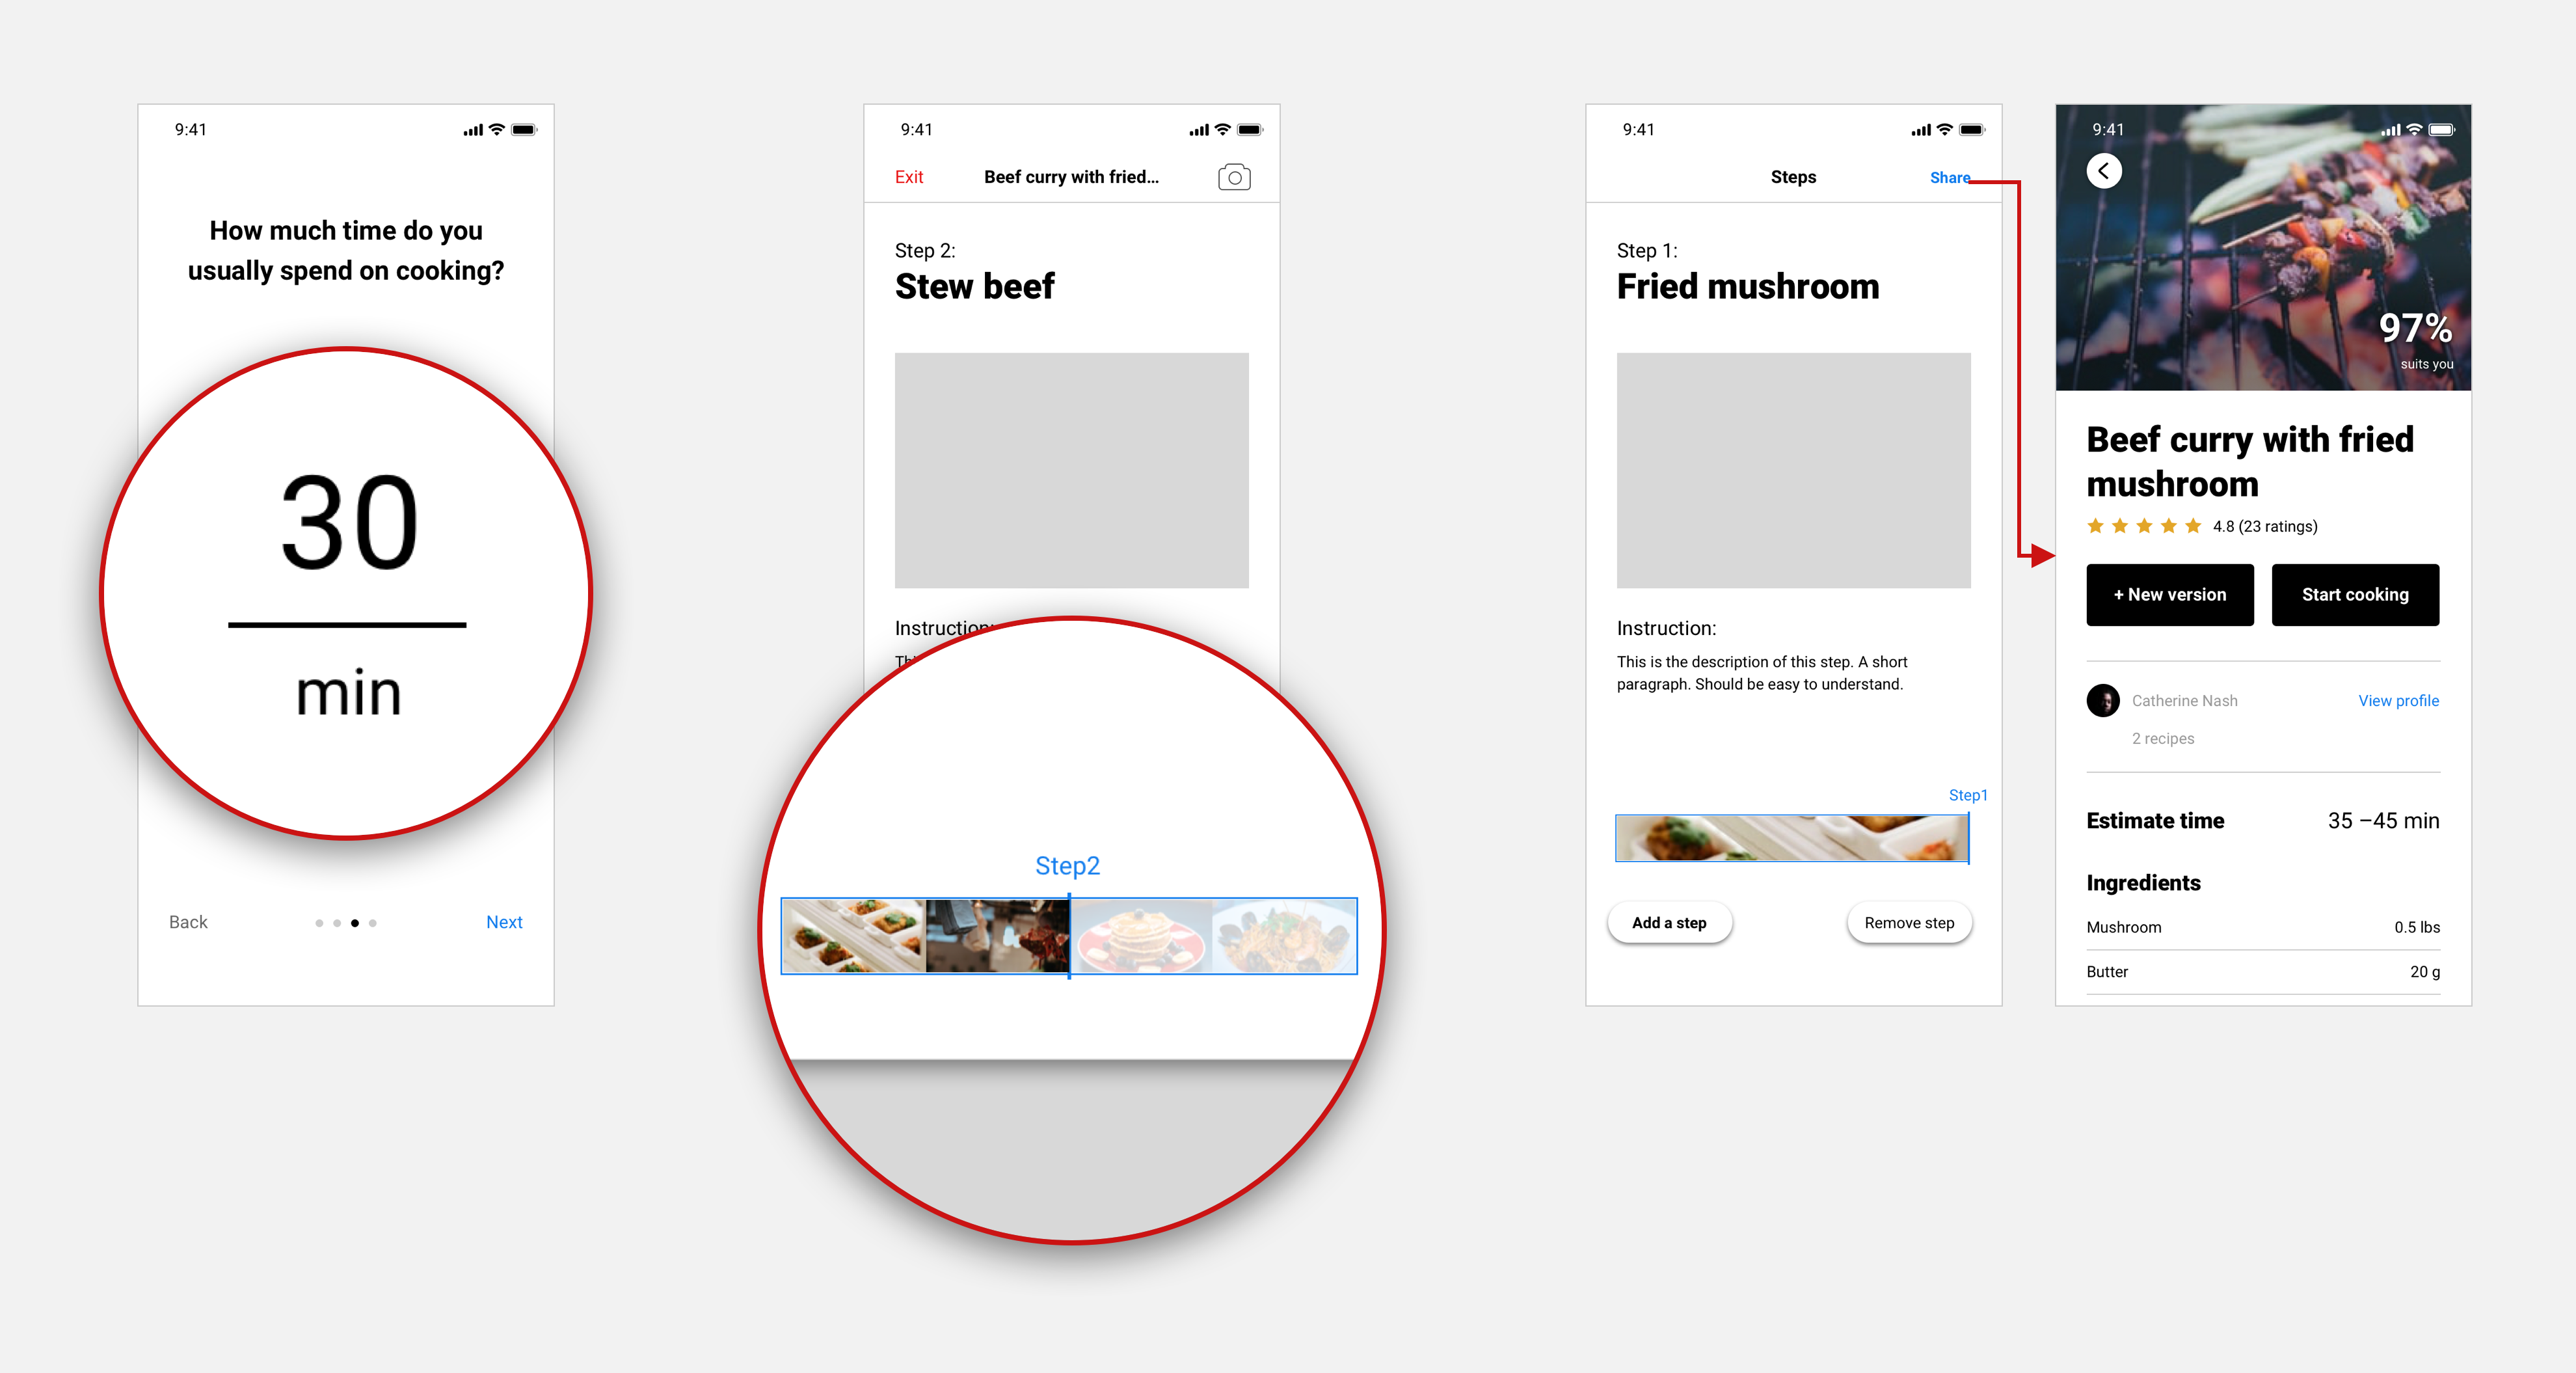 9:41
How much time do you
usually spend on cooking?
30
min
Back
Next
9:41
Exit
Beef curry with fried...
Step 2:
Stew beef
Instruction:
Step2
9:41
Steps
Share
Step 1:
Fried mushroom
Instruction:
This is the description of this step. A short
paragraph. Should be easy to understand.
Step1
Add a step
Remove step
9:41
97%
suits you
Beef curry with fried
mushroom
4.8 (23 ratings)
+ New version
Start cooking
Catherine Nash
View profile
2 recipes
Estimate time
35 –45 min
Ingredients
Mushroom
0.5 lbs
Butter
20 g